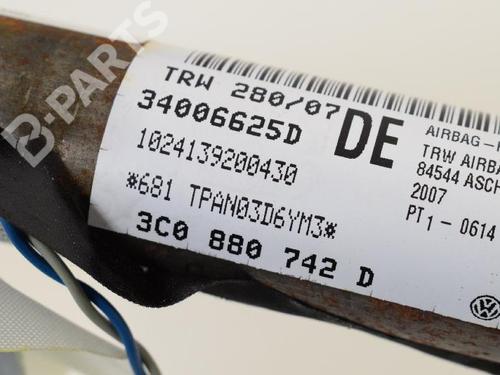 B-PARTS
TRW 280/07
34006625D
DE
1024139200430
*681 TPAN03D6YM3*
3C0 880 742 D
AIRBAG-
TRW AIRBA
84544 ASCH
2007
PT1 - 0614